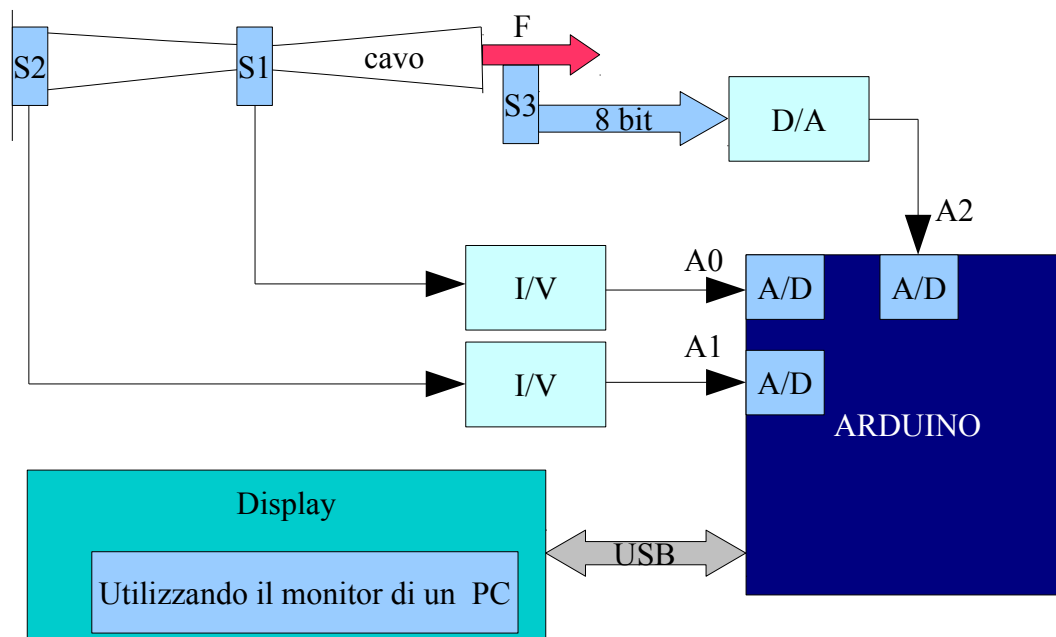 F
S2
S1
cavo
S3
8 bit
D/A
A2
I/V
A0
A/D
A/D
I/V
A1
A/D
ARDUINO
Display
USB
Utilizzando il monitor di un PC